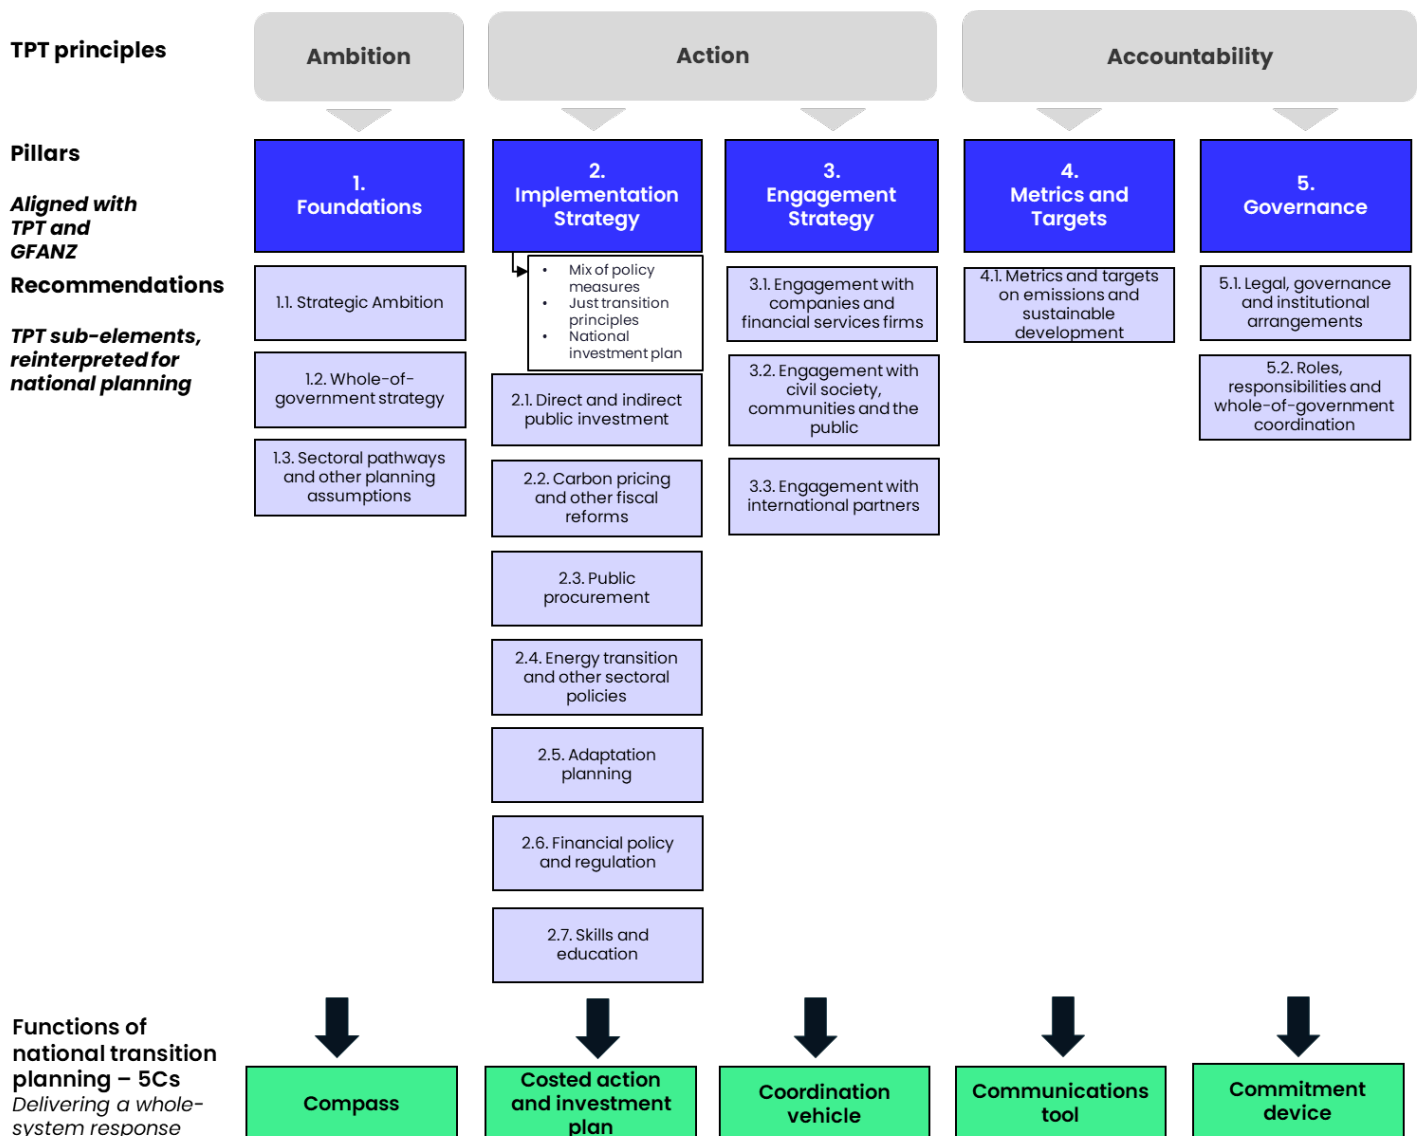 TPT principles
Ambition
Action
Accountability
Pillars
Aligned with
TPT and
GFANZ
1.
Foundations
2.
Implementation
Strategy
3.
Engagement
Strategy
4.
Metrics and
Targets
5.
Governance
Recommendations
TPT sub-elements,
reinterpreted for
national planning
1.1. Strategic Ambition
1.2. Whole-of-
government strategy
1.3. Sectoral pathways
and other planning
assumptions
• Mix of policy
measures
• Just transition
principles
• National
investment plan
2.1. Direct and indirect
public investment
2.2. Carbon pricing
and other fiscal
reforms
2.3. Public
procurement
2.4. Energy transition
and other sectoral
policies
2.5. Adaptation
planning
2.6. Financial policy
and regulation
2.7. Skills and
education
3.1. Engagement with
companies and
financial services firms
3.2. Engagement with
civil society,
communities and the
public
3.3. Engagement with
international partners
4.1. Metrics and targets
on emissions and
sustainable
development
5.1. Legal, governance
and institutional
arrangements
5.2. Roles,
responsibilities and
whole-of-government
coordination
Functions of
national transition
planning – 5Cs
Delivering a whole-
system response
Compass
Costed action
and investment
plan
Coordination
vehicle
Communications
tool
Commitment
device